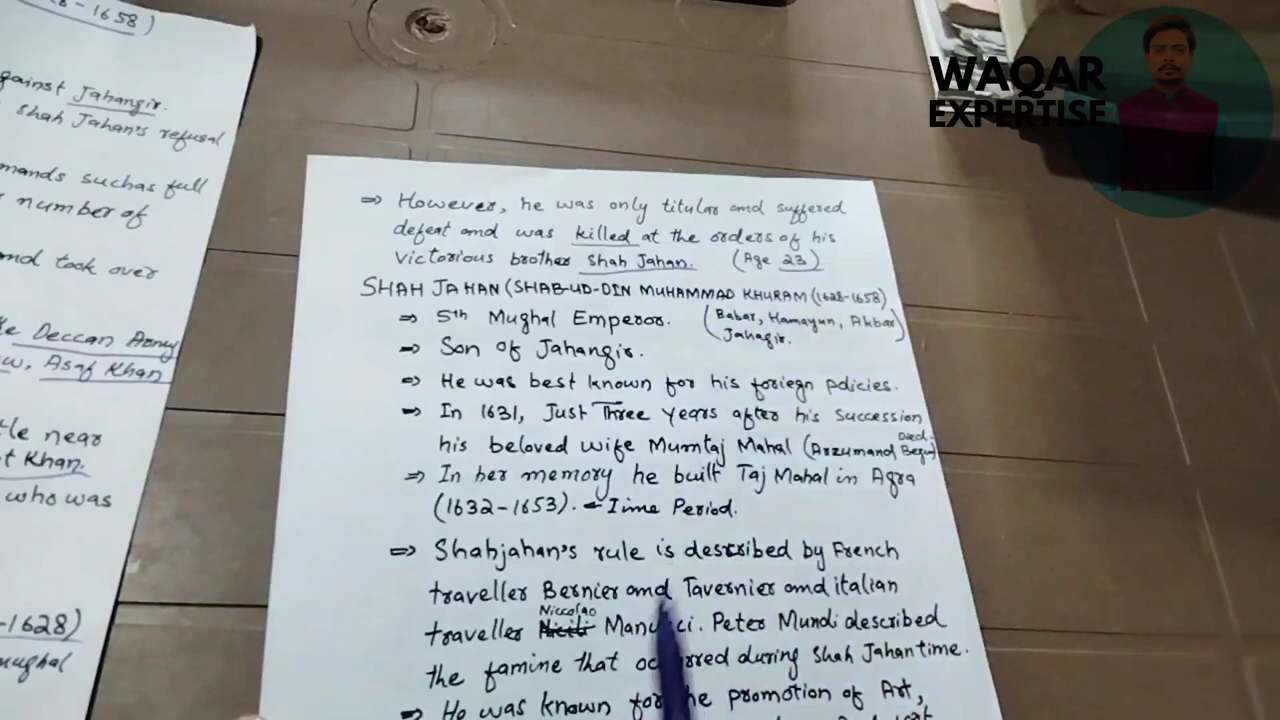 8-1658)
gainst Jahangir.
Shah Jahan's refusal
mands suchas full
number of
nd took over
Deccan Army
w, Asaf Khan
tle near
t Khan.
who was
-1628)
mughal
WAQAR
EXPERTISE
⇒ However, he was only titular and suffered
defeat and was killed at the orders of his
victorious brother Shah Jahan. (Age 23)
SHAH JAHAN (SHAB-UD-DIN MUHAMMAD KHURAM (1628-1658)
⇒ 5th Mughal Emperor. (Babar, Hamayun, Akbar
Jahagir.)
⇒ Son of Jahangir.
⇒ He was best known for his foriegn policies.
⇒ In 1631, Just Three years after his Succession
his beloved wife Mumtaj Mahal (Arzumand Begum) Died.
⇒ In her memory he built Taj Mahal in Agra
(1632-1653). ← Time Period.
⇒ Shahjahan's rule is described by French
traveller Bernier and Tavernier and italian
traveller Niccolao Manucci. Peter Mundi described
the famine that occurred during Shah Jahan time.
⇒ He was known for the promotion of Art,